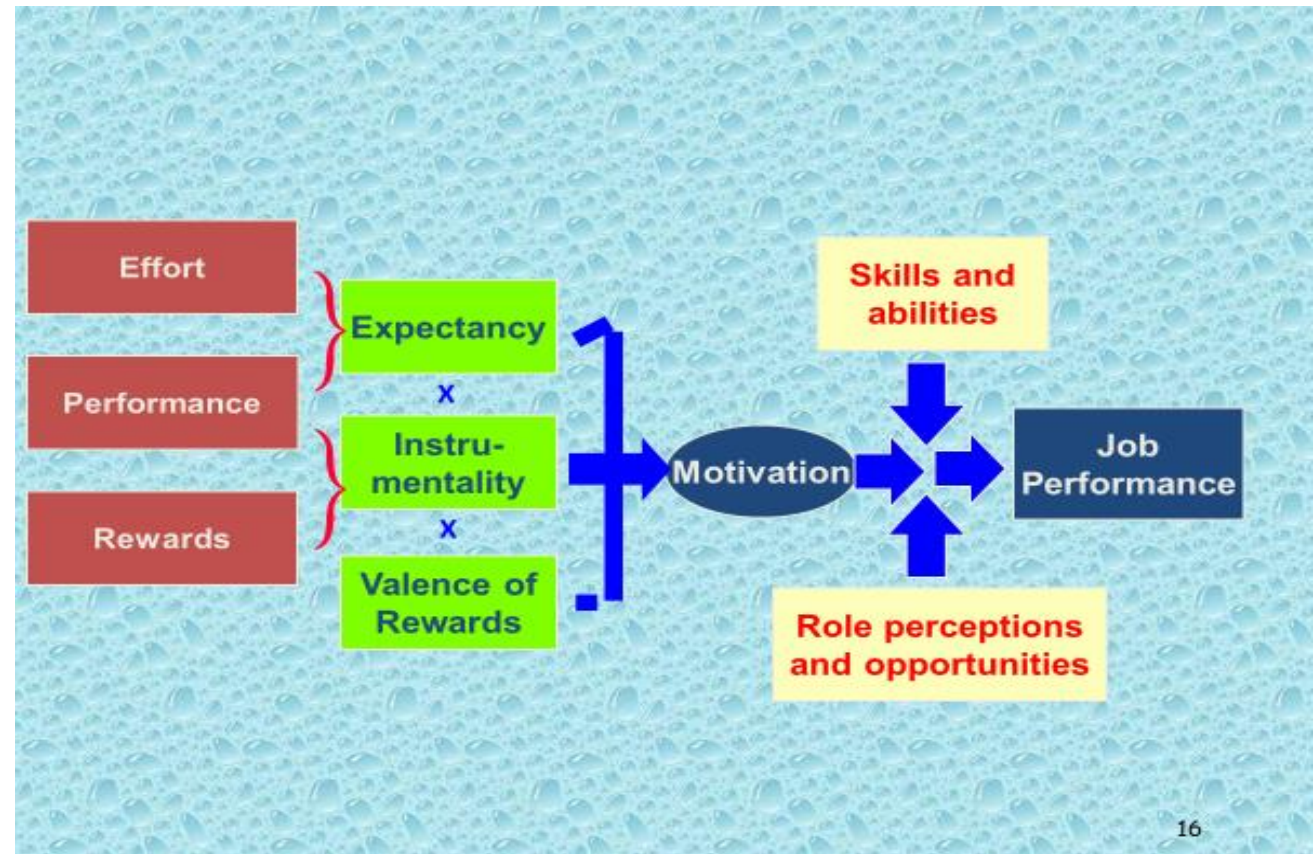 Effort
Performance
Rewards
Expectancy
x
Instru-
mentality
x
Valence of
Rewards
Motivation
Skills and
abilities
Role perceptions
and opportunities
Job
Performance
16